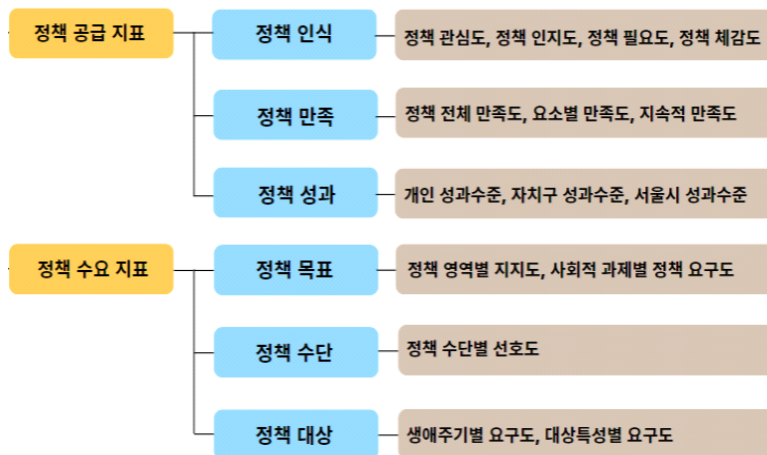 정책 공급 지표
정책 인식
정책 관심도, 정책 인지도, 정책 필요도, 정책 체감도
정책 만족
정책 전체 만족도, 요소별 만족도, 지속적 만족도
정책 성과
개인 성과수준, 자치구 성과수준, 서울시 성과수준
정책 수요 지표
정책 목표
정책 영역별 지지도, 사회적 과제별 정책 요구도
정책 수단
정책 수단별 선호도
정책 대상
생애주기별 요구도, 대상특성별 요구도